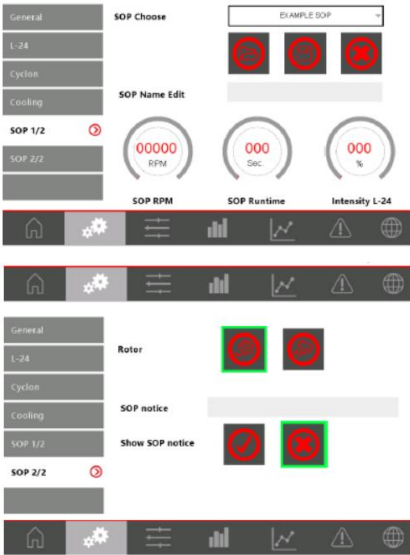 General
SOP Choose
EXAMPLE SOP
L-24
Cyclon
Cooling
SOP Name Edit
SOP 1/2
SOP 2/2
00000
RPM
000
Sec.
000
%
SOP RPM
SOP Runtime
Intensity L-24
General
L-24
Rotor
Cyclon
Cooling
SOP notice
SOP 1/2
Show SOP notice
SOP 2/2